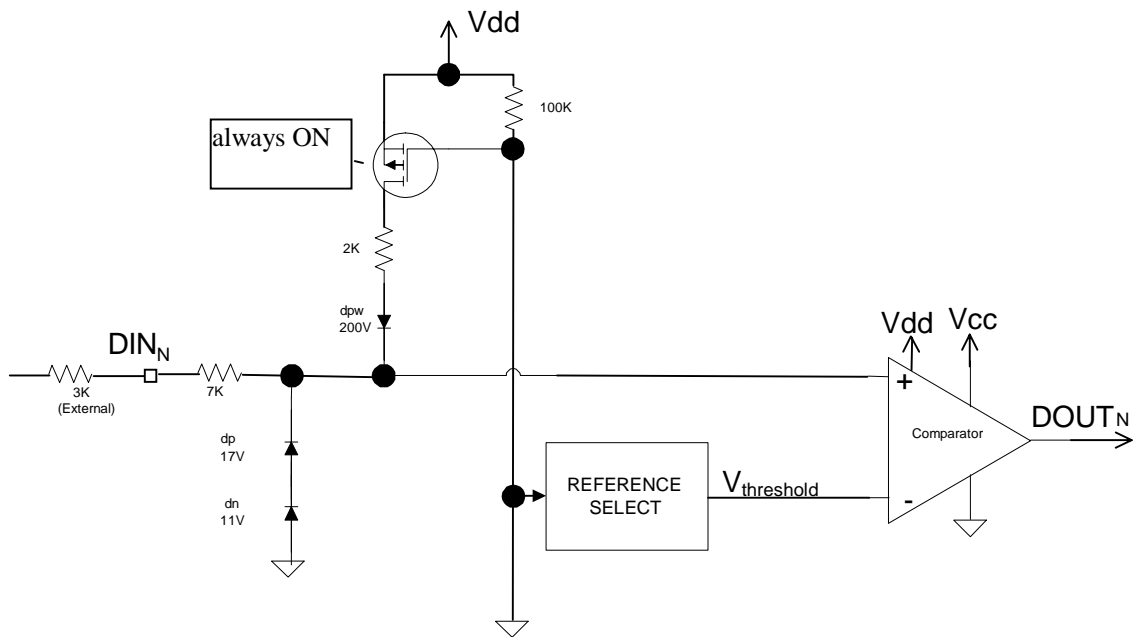 Vdd
100K
always ON
2K
dpw
200V
DIN_N
3K
(External)
7K
dp
17V
dn
11V
REFERENCE
SELECT
V_threshold
Vdd
Vcc
+
-
Comparator
DOUT_N